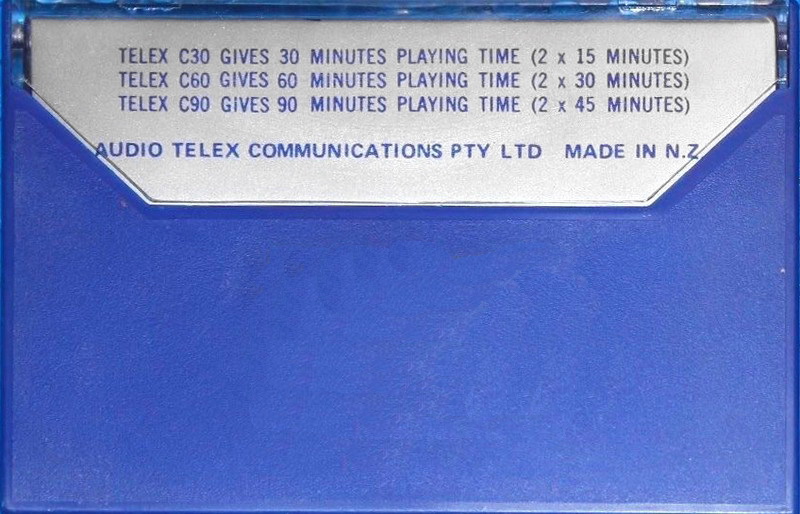 TELEX C30 GIVES 30 MINUTES PLAYING TIME (2 x 15 MINUTES)
TELEX C60 GIVES 60 MINUTES PLAYING TIME (2 x 30 MINUTES)
TELEX C90 GIVES 90 MINUTES PLAYING TIME (2 x 45 MINUTES)
AUDIO TELEX COMMUNICATIONS PTY LTD MADE IN N.Z